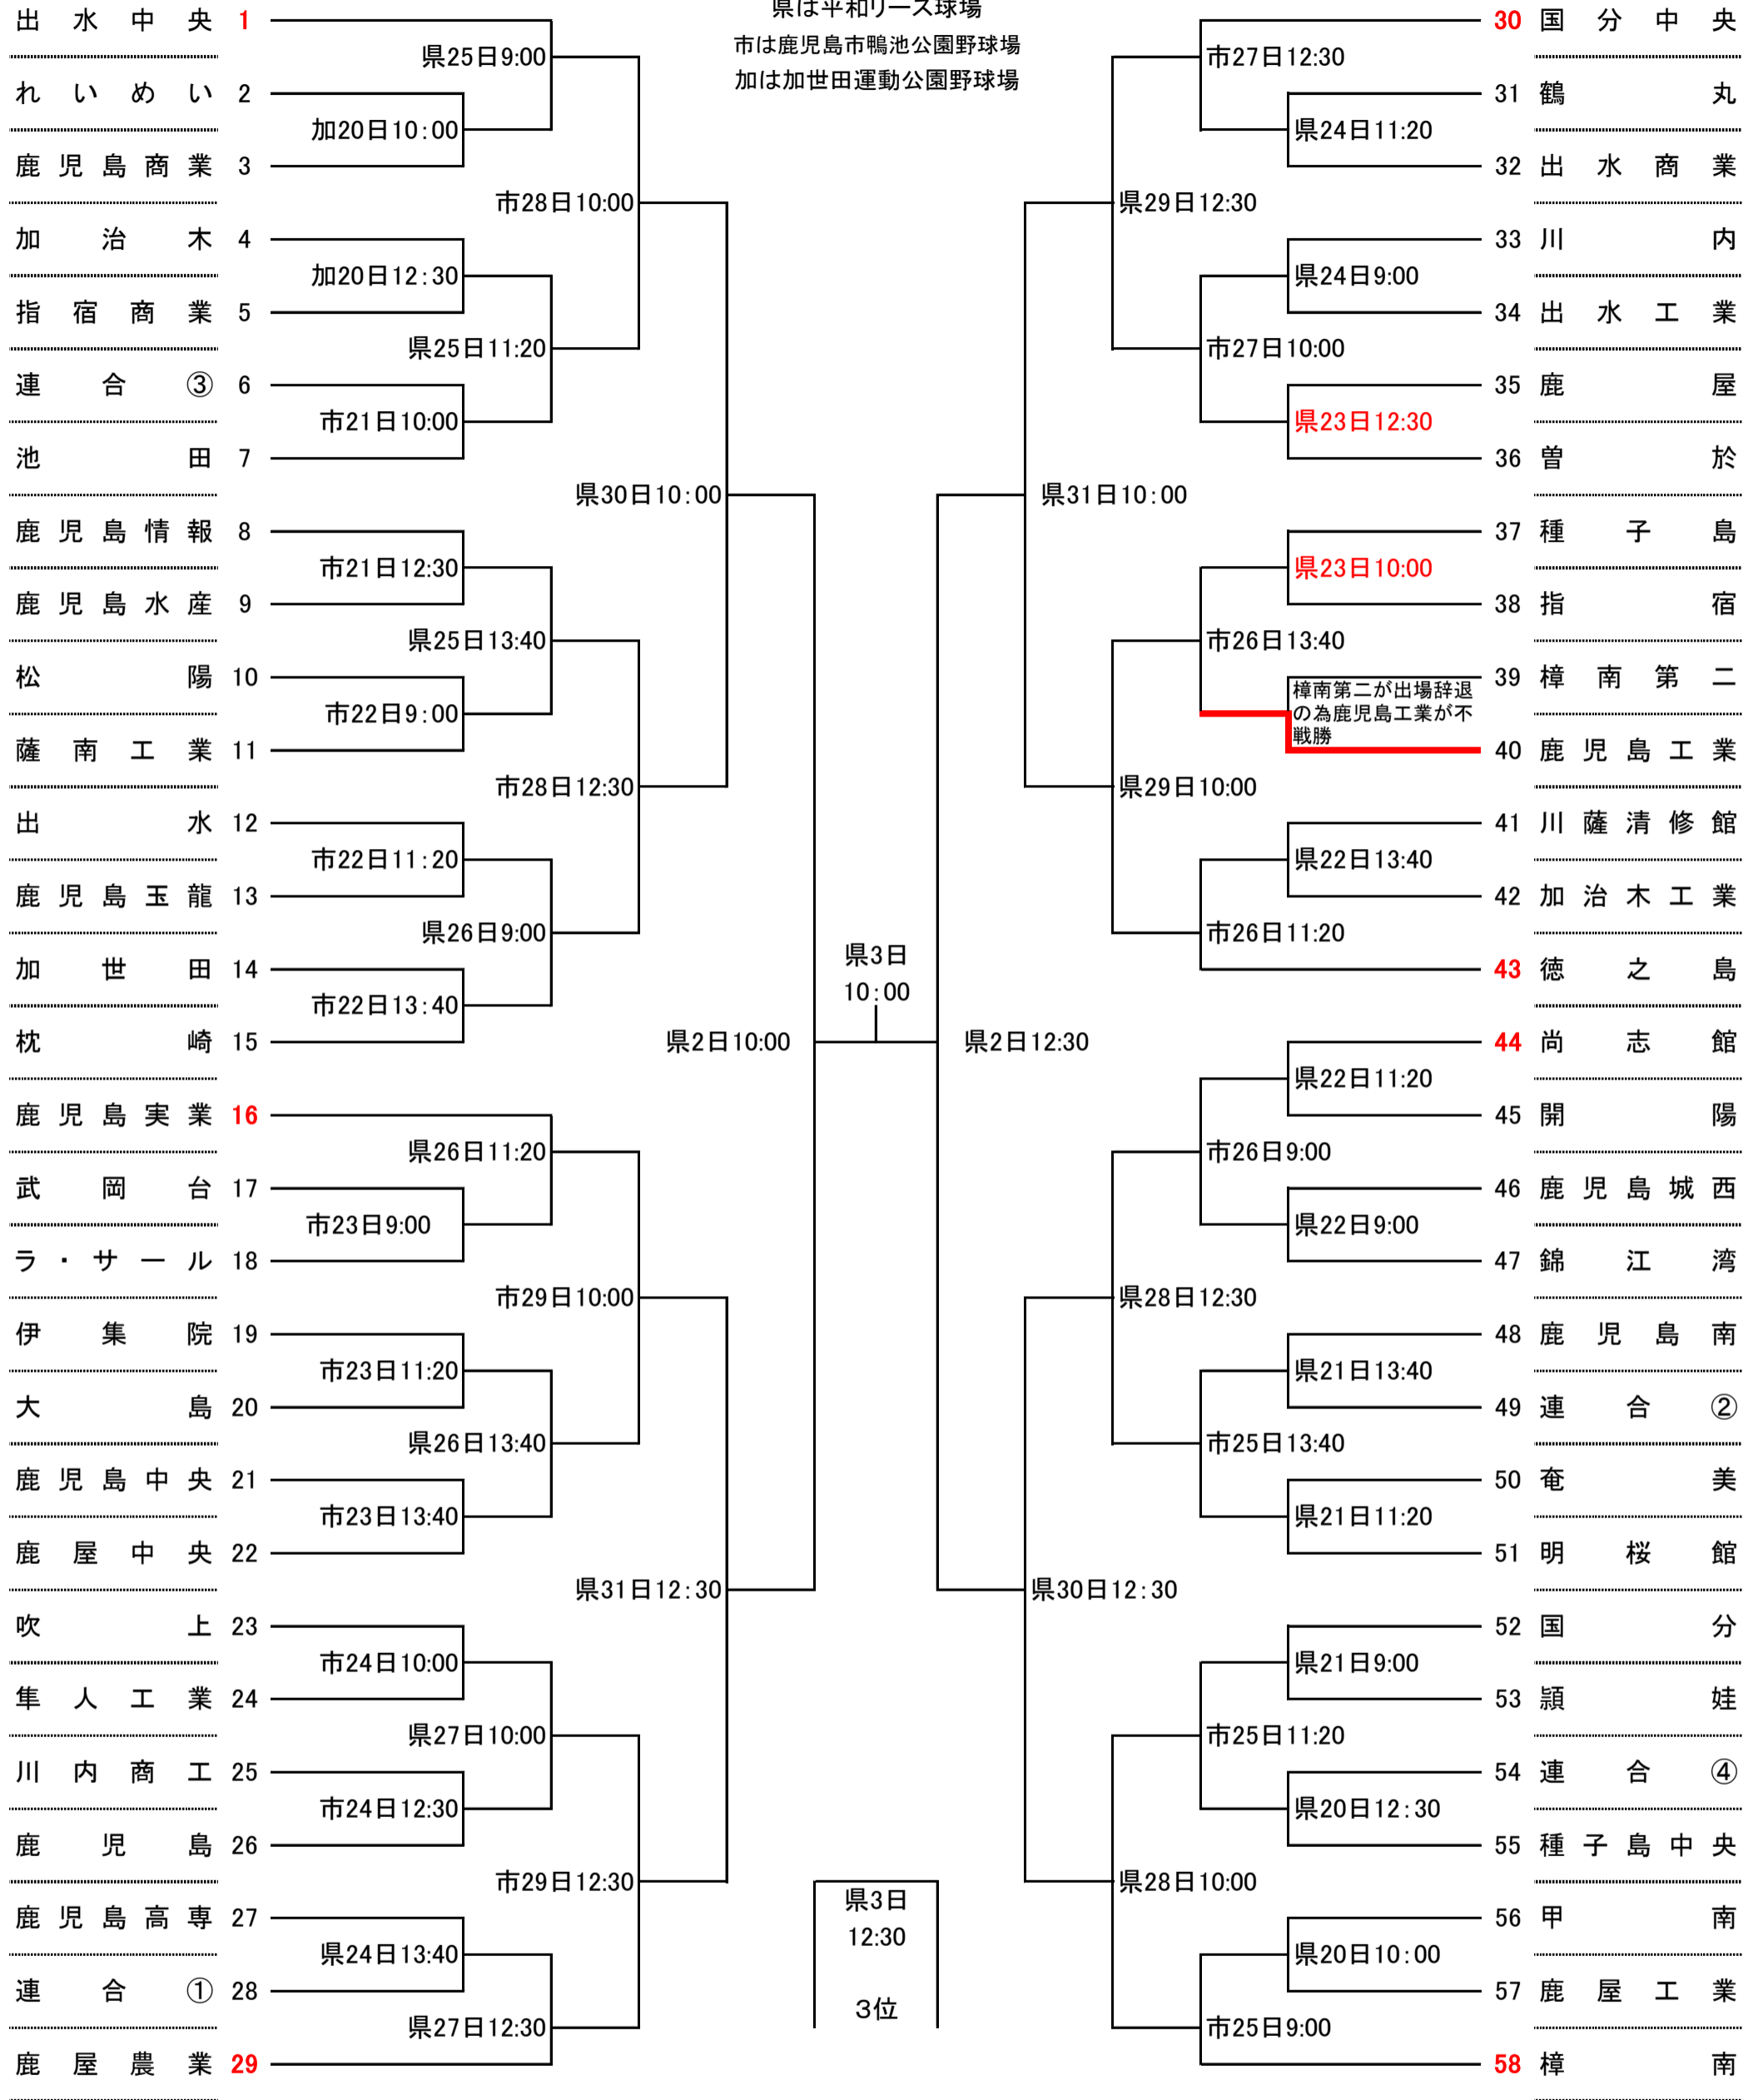 県は平和リース球場
市は鹿児島市鴨池公園野球場
加は加世田運動公園野球場
出水中央 1
県25日9:00
れいめい 2
加20日10:00
鹿児島商業 3
市28日10:00
加治木 4
加20日12:30
指宿商業 5
県25日11:20
連合③ 6
市21日10:00
池田 7
県30日10:00
鹿児島情報 8
市21日12:30
鹿児島水産 9
県25日13:40
松陽 10
市22日9:00
薩南工業 11
市28日12:30
出水 12
市22日11:20
鹿児島玉龍 13
県26日9:00
加世田 14
市22日13:40
枕崎 15
県2日10:00
鹿児島実業 16
県26日11:20
武岡台 17
市23日9:00
ラ・サール 18
市29日10:00
伊集院 19
市23日11:20
大島 20
県26日13:40
鹿児島中央 21
市23日13:40
鹿屋中央 22
県31日12:30
吹上 23
市24日10:00
隼人工業 24
県27日10:00
川内商工 25
市24日12:30
鹿児島 26
市29日12:30
鹿児島高専 27
県24日13:40
連合① 28
県27日12:30
鹿屋農業 29
県3日
10:00
県3日
12:30
3位
30 国分中央
市27日12:30
31 鶴丸
県24日11:20
32 出水商業
県29日12:30
33 川内
県24日9:00
34 出水工業
市27日10:00
35 鹿屋
県23日12:30
36 曽於
県31日10:00
37 種子島
県23日10:00
38 指宿
市26日13:40
39 樟南第二
樟南第二が出場辞退
の為鹿児島工業が不
戦勝
40 鹿児島工業
県29日10:00
41 川薩清修館
県22日13:40
42 加治木工業
市26日11:20
43 徳之島
県2日12:30
44 尚志館
県22日11:20
45 開陽
市26日9:00
46 鹿児島城西
県22日9:00
47 錦江湾
県28日12:30
48 鹿児島南
県21日13:40
49 連合②
市25日13:40
50 奄美
県21日11:20
51 明桜館
県30日12:30
52 国分
県21日9:00
53 頴娃
市25日11:20
54 連合④
県20日12:30
55 種子島中央
県28日10:00
56 甲南
県20日10:00
57 鹿屋工業
市25日9:00
58 樟南